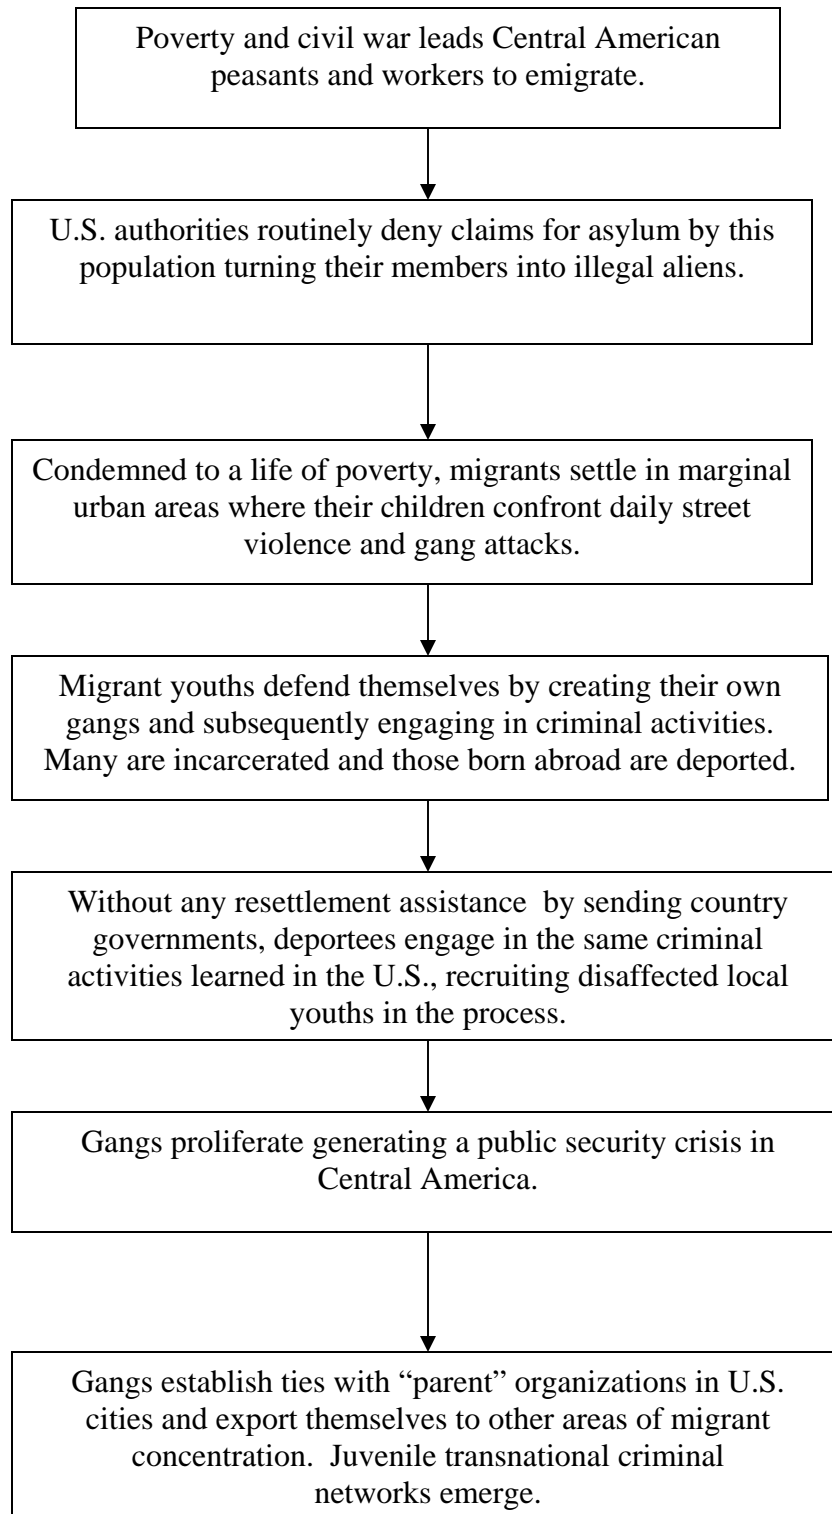 Poverty and civil war leads Central American
peasants and workers to emigrate.
U.S. authorities routinely deny claims for asylum by this
population turning their members into illegal aliens.
Condemned to a life of poverty, migrants settle in marginal
urban areas where their children confront daily street
violence and gang attacks.
Migrant youths defend themselves by creating their own
gangs and subsequently engaging in criminal activities.
Many are incarcerated and those born abroad are deported.
Without any resettlement assistance  by sending country
governments, deportees engage in the same criminal
activities learned in the U.S., recruiting disaffected local
youths in the process.
Gangs proliferate generating a public security crisis in
Central America.
Gangs establish ties with “parent” organizations in U.S.
cities and export themselves to other areas of migrant
concentration.  Juvenile transnational criminal
networks emerge.